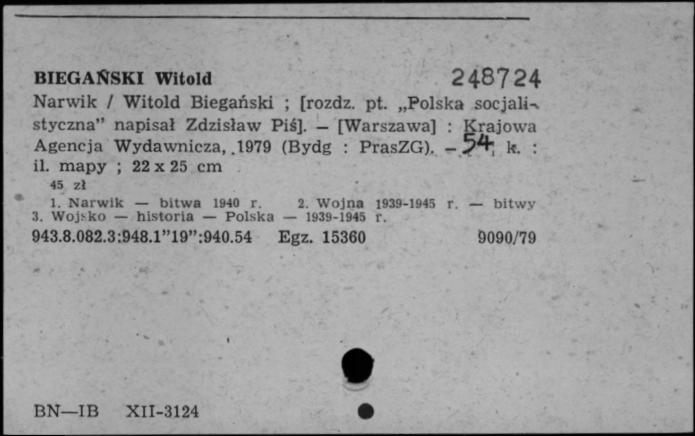 BIEGAŃSKI Witold 248724
Narwik / Witold Biegański ; [rozdz. pt. „Polska socjali-
styczna” napisał Zdzisław Piś]. — [Warszawa] : Krajowa
Agencja Wydawnicza, 1979 (Bydg : PrasZG). — 54, k. :
il. mapy ; 22 x 25 cm
45 zł
1. Narwik — bitwa 1940 r. 2. Wojna 1939-1945 r. — bitwy
3. Wojsko — historia — Polska — 1939-1945 r.
943.8.082.3:948.1”19”:940.54 Egz. 15360 9090/79
BN—IB XII-3124